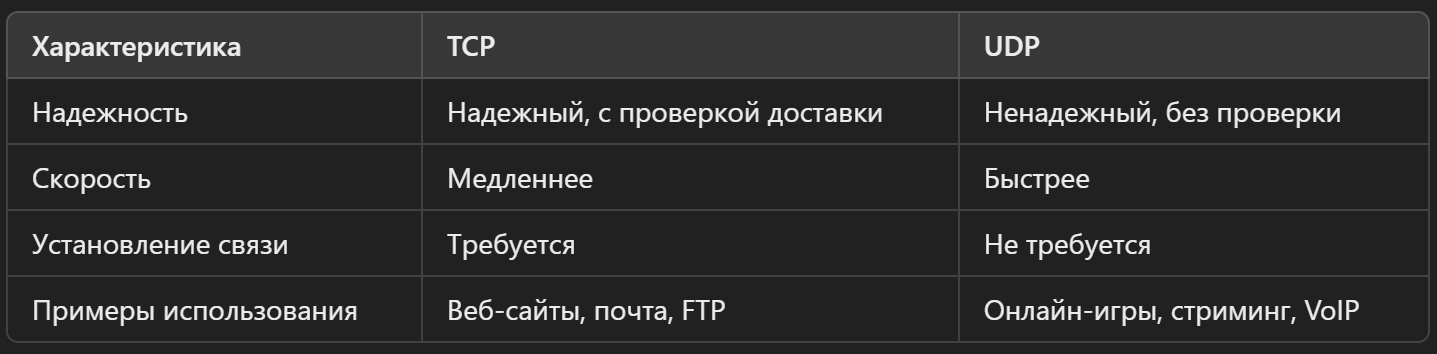 Характеристика TCP UDP
Надежность Надежный, с проверкой доставки Ненадежный, без проверки
Скорость Медленнее Быстрее
Установление связи Требуется Не требуется
Примеры использования Веб-сайты, почта, FTP Онлайн-игры, стриминг, VoIP